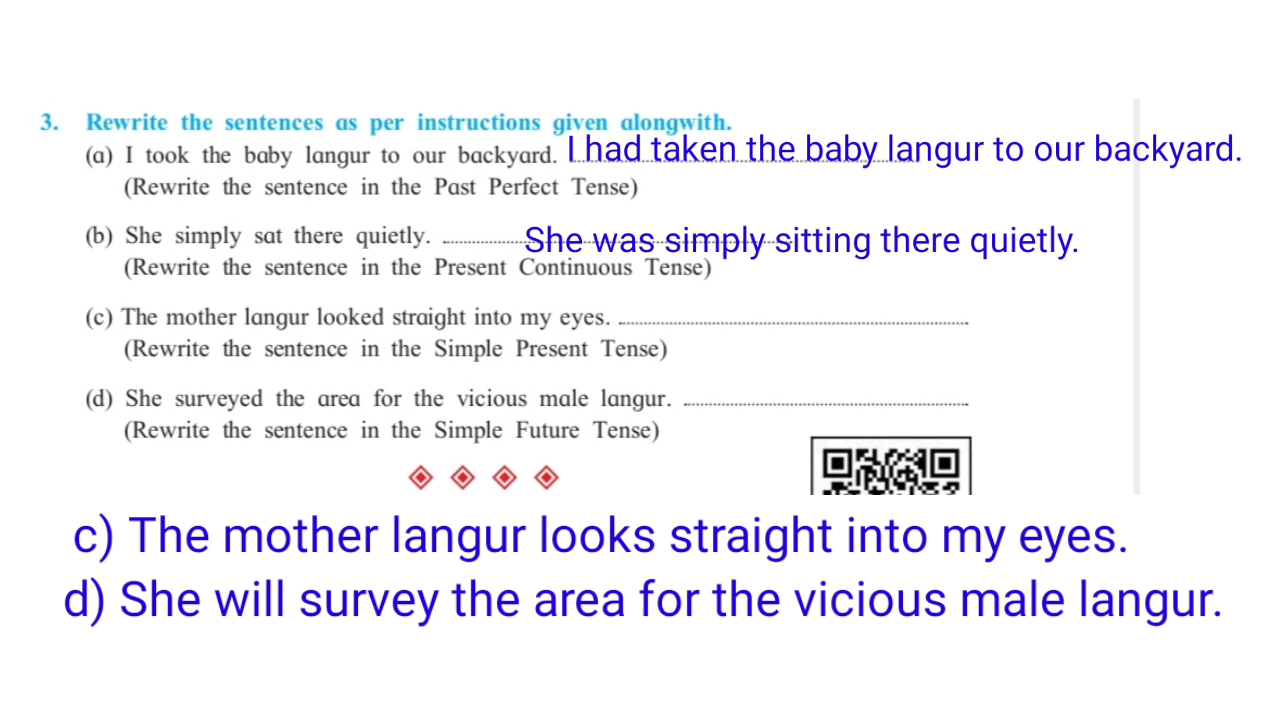 3. Rewrite the sentences as per instructions given alongwith.
(a) I took the baby langur to our backyard. I had taken the baby langur to our backyard.
(Rewrite the sentence in the Past Perfect Tense)
(b) She simply sat there quietly. She was simply sitting there quietly.
(Rewrite the sentence in the Present Continuous Tense)
(c) The mother langur looked straight into my eyes.
(Rewrite the sentence in the Simple Present Tense)
(d) She surveyed the area for the vicious male langur.
(Rewrite the sentence in the Simple Future Tense)
c) The mother langur looks straight into my eyes.
d) She will survey the area for the vicious male langur.